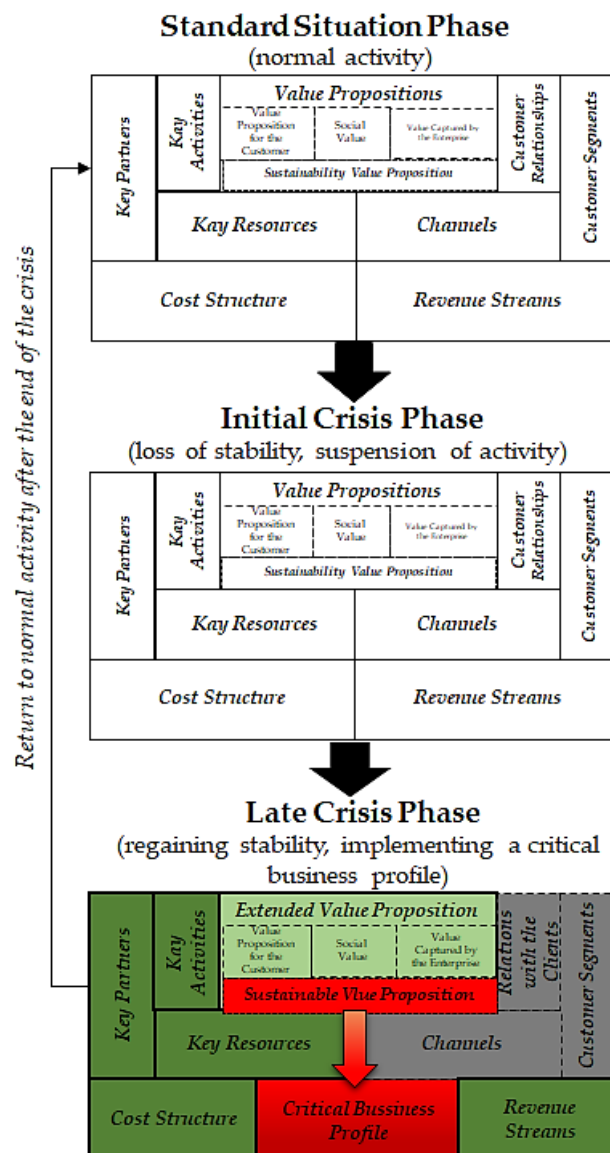 Standard Situation Phase
(normal activity)
Key Partners
Kay
Activities
Value Propositions
Value
Proposition
for the
Customer
Social
Value
Value Captured by
the Enterprise
Sustainability Value Proposition
Customer
Relationships
Customer Segments
Kay Resources
Channels
Cost Structure
Revenue Streams
Return to normal activity after the end of the crisis
Initial Crisis Phase
(loss of stability, suspension of activity)
Key Partners
Kay
Activities
Value Propositions
Value
Proposition
for the
Customer
Social
Value
Value Captured by
the Enterprise
Sustainability Value Proposition
Customer
Relationships
Customer Segments
Kay Resources
Channels
Cost Structure
Revenue Streams
Late Crisis Phase
(regaining stability, implementing a critical
business profile)
Key Partners
Kay
Activities
Extended Value Proposition
Value
Proposition
for the
Customer
Social
Value
Value
Captured by
the Enterprise
Sustainable Vlue Proposition
Relations
with the
Clients
Customer Segments
Key Resources
Channels
Cost Structure
Critical Bussiness
Profile
Revenue
Streams